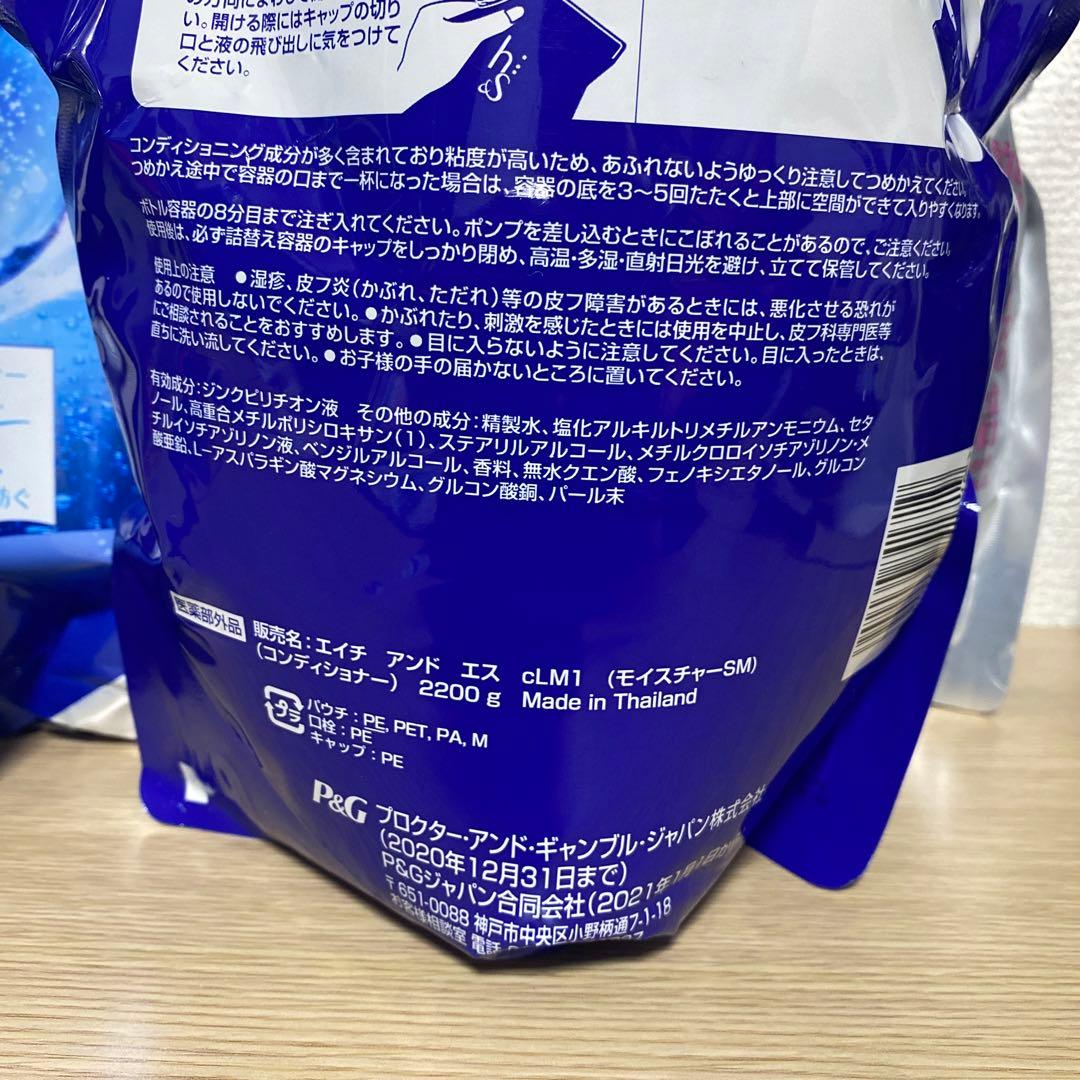 い。開ける際にはキャップの切り
口と液の飛び出しに気をつけて
ください。
h&s
コンディショニング成分が多く含まれており粘度が高いため、あふれないようゆっくり注意してつめかえてください。
つめかえ途中で容器の口まで一杯になった場合は、容器の底を3〜5回たたくと上部に空間ができて入りやすくなります。
ボトル容器の8分目まで注ぎ入れてください。ポンプを差し込むときにこぼれることがあるので、ご注意ください。
使用後は、必ず詰替え容器のキャップをしっかり閉め、高温・多湿・直射日光を避け、立てて保管してください。
使用上の注意 ●湿疹、皮フ炎(かぶれ、ただれ)等の皮フ障害があるときには、悪化させる恐れが
あるので使用しないでください。●かぶれたり、刺激を感じたときには使用を中止し、皮フ科専門医等
にご相談されることをおすすめします。●目に入らないように注意してください。目に入ったときは、
直ちに洗い流してください。●お子様の手の届かないところに置いてください。
有効成分:ジンクピリチオン液 その他の成分:精製水、塩化アルキルトリメチルアンモニウム、セタ
ノール、高重合メチルポリシロキサン(1)、ステアリルアルコール、メチルクロロイソチアゾリノン・メ
チルイソチアゾリノン液、ベンジルアルコール、香料、無水クエン酸、フェノキシエタノール、グルコン
酸亜鉛、L-アスパラギン酸マグネシウム、グルコン酸銅、パール末
医薬部外品
販売名:エイチ アンド エス cLM1 (モイスチャーSM)
(コンディショナー) 2200g Made in Thailand
プラ
パウチ:PE, PET, PA, M
口栓:PE
キャップ:PE
P&G プロクター・アンド・ギャンブル・ジャパン株式会社
(2020年12月31日まで)
P&Gジャパン合同会社(2021年1月1日か
〒651-0088 神戸市中央区小野柄通7-1-18
お客様相談室 電話
ー
防ぐ